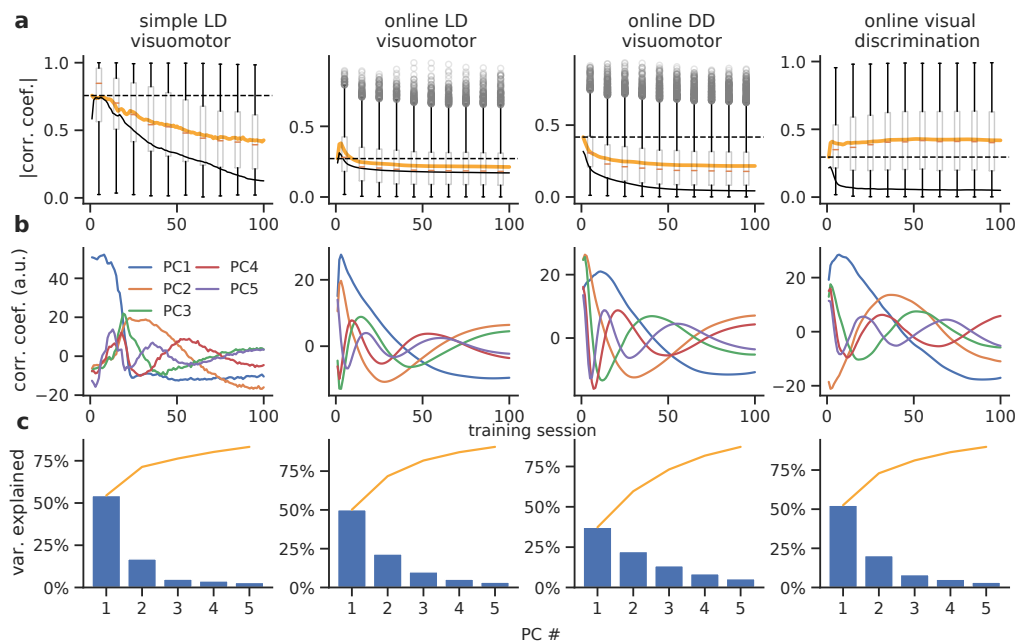 a
simple LD
visuomotor
online LD
visuomotor
online DD
visuomotor
online visual
discrimination
|corr. coef.|
1.0
0.5
0.0
0 50 100
0.5
0.0
0 50 100
1.0
0.5
0.0
0 50 100
1.0
0.5
0.0
0 50 100
b
corr. coef. (a.u.)
40
20
0
−20
PC1
PC2
PC3
PC4
PC5
0 50 100
20
0
0 50 100
20
0
0 50 100
20
0
−20
0 50 100
training session
c
var. explained
75%
50%
25%
0%
1 2 3 4 5
75%
50%
25%
0%
1 2 3 4 5
75%
50%
25%
0%
1 2 3 4 5
75%
50%
25%
0%
1 2 3 4 5
PC #